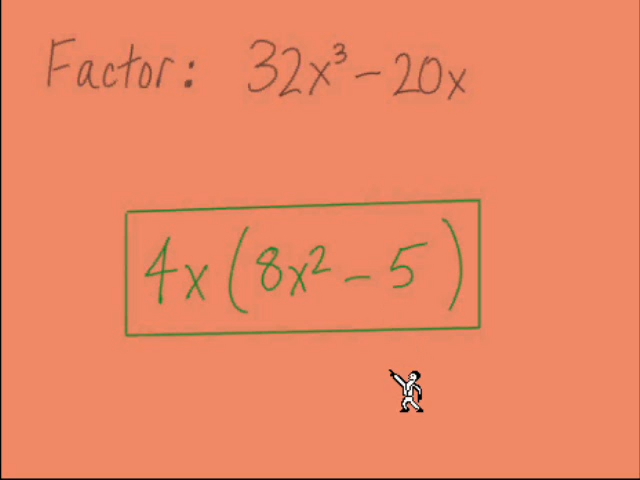 Factor: 32x³ − 20x
4x(8x² − 5)